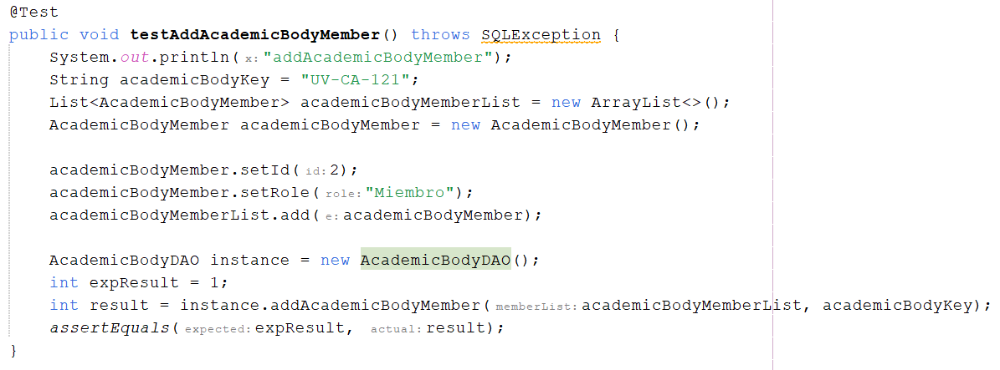 @Test
public void testAddAcademicBodyMember() throws SQLException {
    System.out.println( x: "addAcademicBodyMember");
    String academicBodyKey = "UV-CA-121";
    List<AcademicBodyMember> academicBodyMemberList = new ArrayList<>();
    AcademicBodyMember academicBodyMember = new AcademicBodyMember();

    academicBodyMember.setId( id: 2);
    academicBodyMember.setRole( role: "Miembro");
    academicBodyMemberList.add( e: academicBodyMember);

    AcademicBodyDAO instance = new AcademicBodyDAO();
    int expResult = 1;
    int result = instance.addAcademicBodyMember( memberList: academicBodyMemberList, academicBodyKey);
    assertEquals( expected: expResult,  actual: result);
}